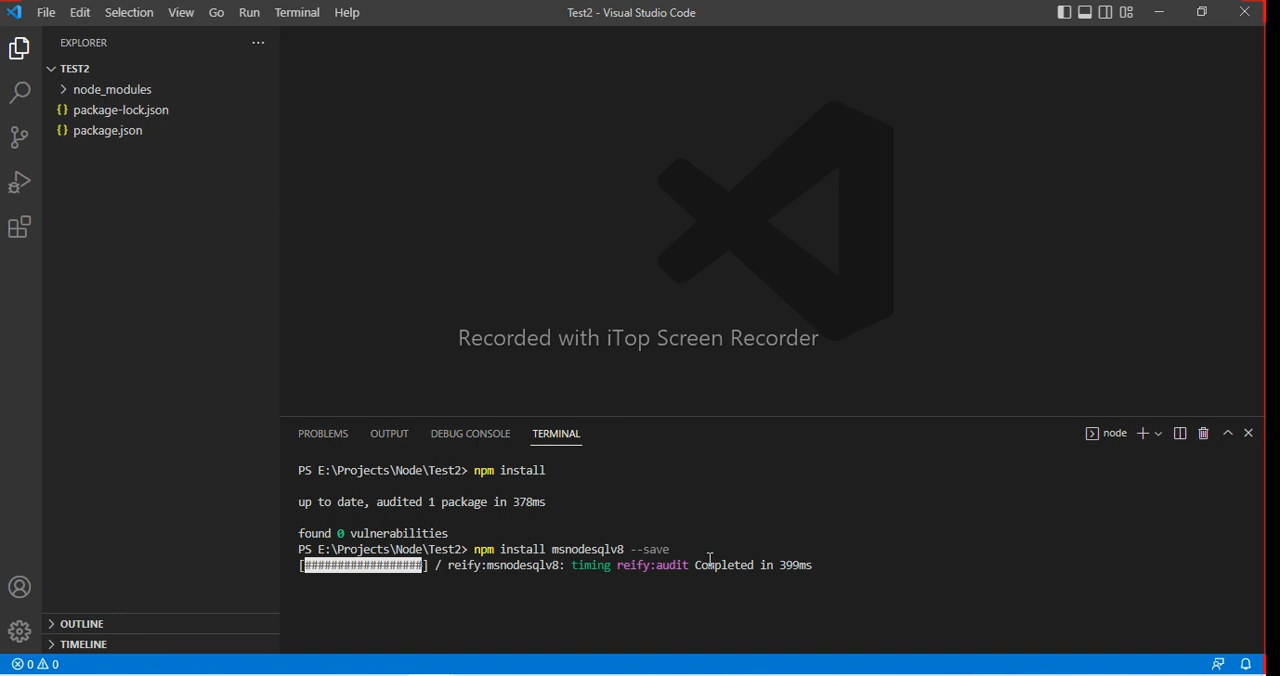 File Edit Selection View Go Run Terminal Help
Test2 - Visual Studio Code
EXPLORER
TEST2
node_modules
package-lock.json
package.json
Recorded with iTop Screen Recorder
PROBLEMS OUTPUT DEBUG CONSOLE TERMINAL
node
PS E:\Projects\Node\Test2> npm install
up to date, audited 1 package in 378ms
found 0 vulnerabilities
PS E:\Projects\Node\Test2> npm install msnodesqlv8 --save
[##################] / reify:msnodesqlv8: timing reify:audit Completed in 399ms
OUTLINE
TIMELINE
0 0